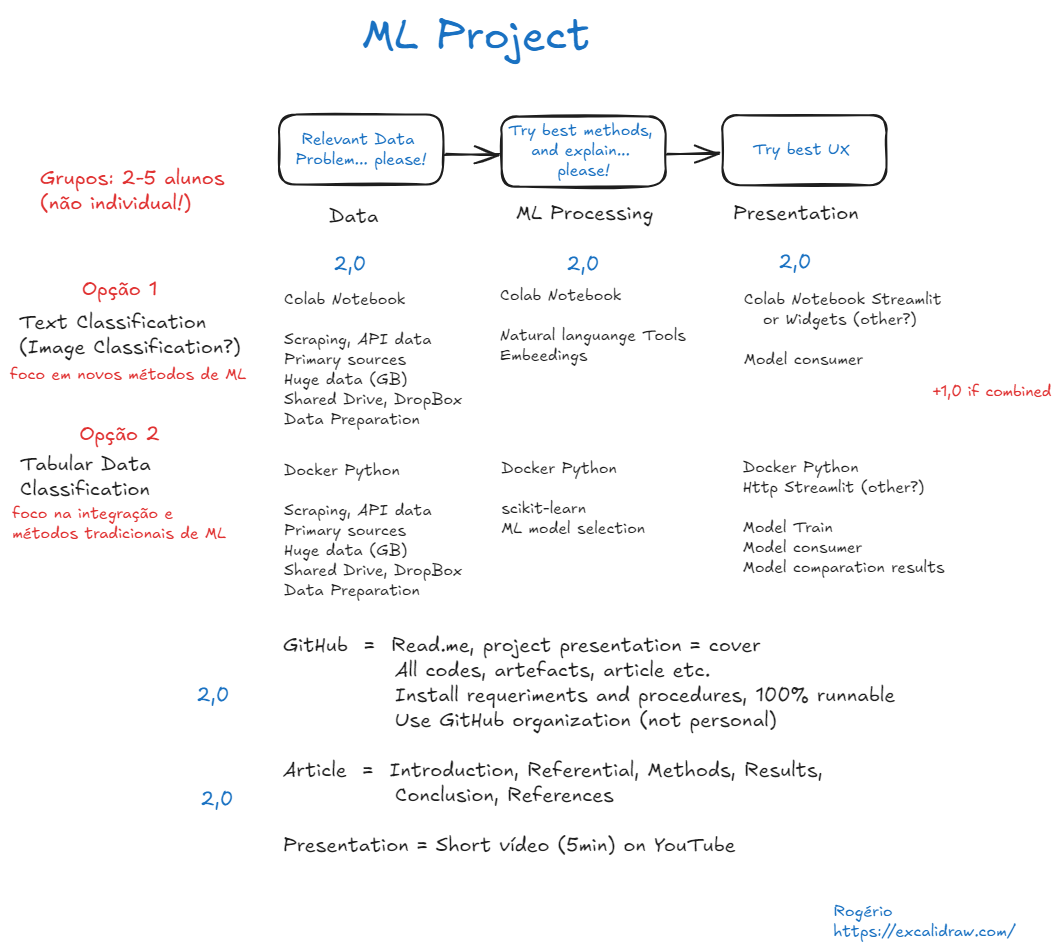 ML Project
Relevant Data
Problem... please!
Try best methods,
and explain...
please!
Try best UX
Grupos: 2-5 alunos
(não individual!)
Data
ML Processing
Presentation
2,0
2,0
2,0
Opção 1
Text Classification
(Image Classification?)
foco em novos métodos de ML
Colab Notebook
Scraping, API data
Primary sources
Huge data (GB)
Shared Drive, DropBox
Data Preparation
Colab Notebook
Natural languange Tools
Embeedings
Colab Notebook Streamlit
or Widgets (other?)
Model consumer
+1,0 if combined
Opção 2
Tabular Data
Classification
foco na integração e
métodos tradicionais de ML
Docker Python
Scraping, API data
Primary sources
Huge data (GB)
Shared Drive, DropBox
Data Preparation
Docker Python
scikit-learn
ML model selection
Docker Python
Http Streamlit (other?)
Model Train
Model consumer
Model comparation results
GitHub = Read.me, project presentation = cover
All codes, artefacts, article etc.
Install requeriments and procedures, 100% runnable
Use GitHub organization (not personal)
2,0
Article = Introduction, Referential, Methods, Results,
Conclusion, References
2,0
Presentation = Short vídeo (5min) on YouTube
Rogério
https://excalidraw.com/